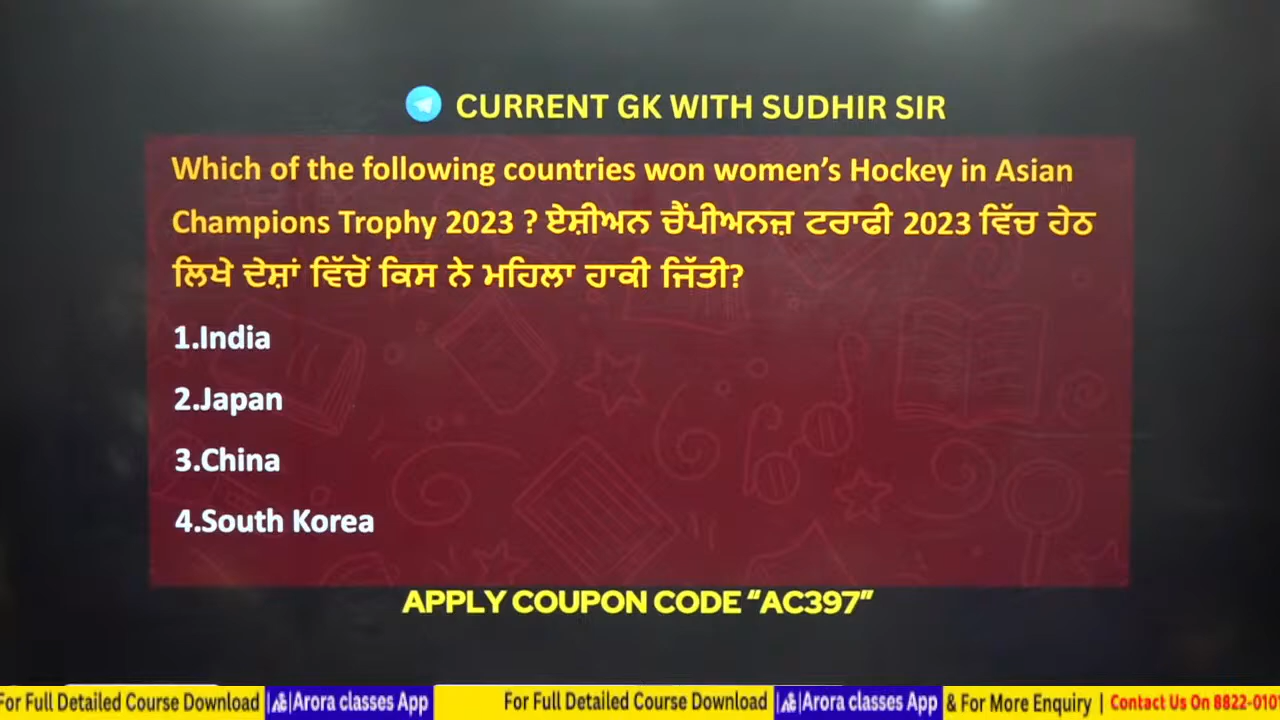 CURRENT GK WITH SUDHIR SIR
Which of the following countries won women's Hockey in Asian
Champions Trophy 2023 ? ਏਸ਼ੀਅਨ ਚੈਂਪੀਅਨਜ਼ ਟਰਾਫੀ 2023 ਵਿੱਚ ਹੇਠ
ਲਿਖੇ ਦੇਸ਼ਾਂ ਵਿੱਚੋਂ ਕਿਸ ਨੇ ਮਹਿਲਾ ਹਾਕੀ ਜਿੱਤੀ?
1.India
2.Japan
3.China
4.South Korea
APPLY COUPON CODE “AC397”
For Full Detailed Course Download |Arora classes App For Full Detailed Course Download |Arora classes App & For More Enquiry | Contact Us On 8822-010